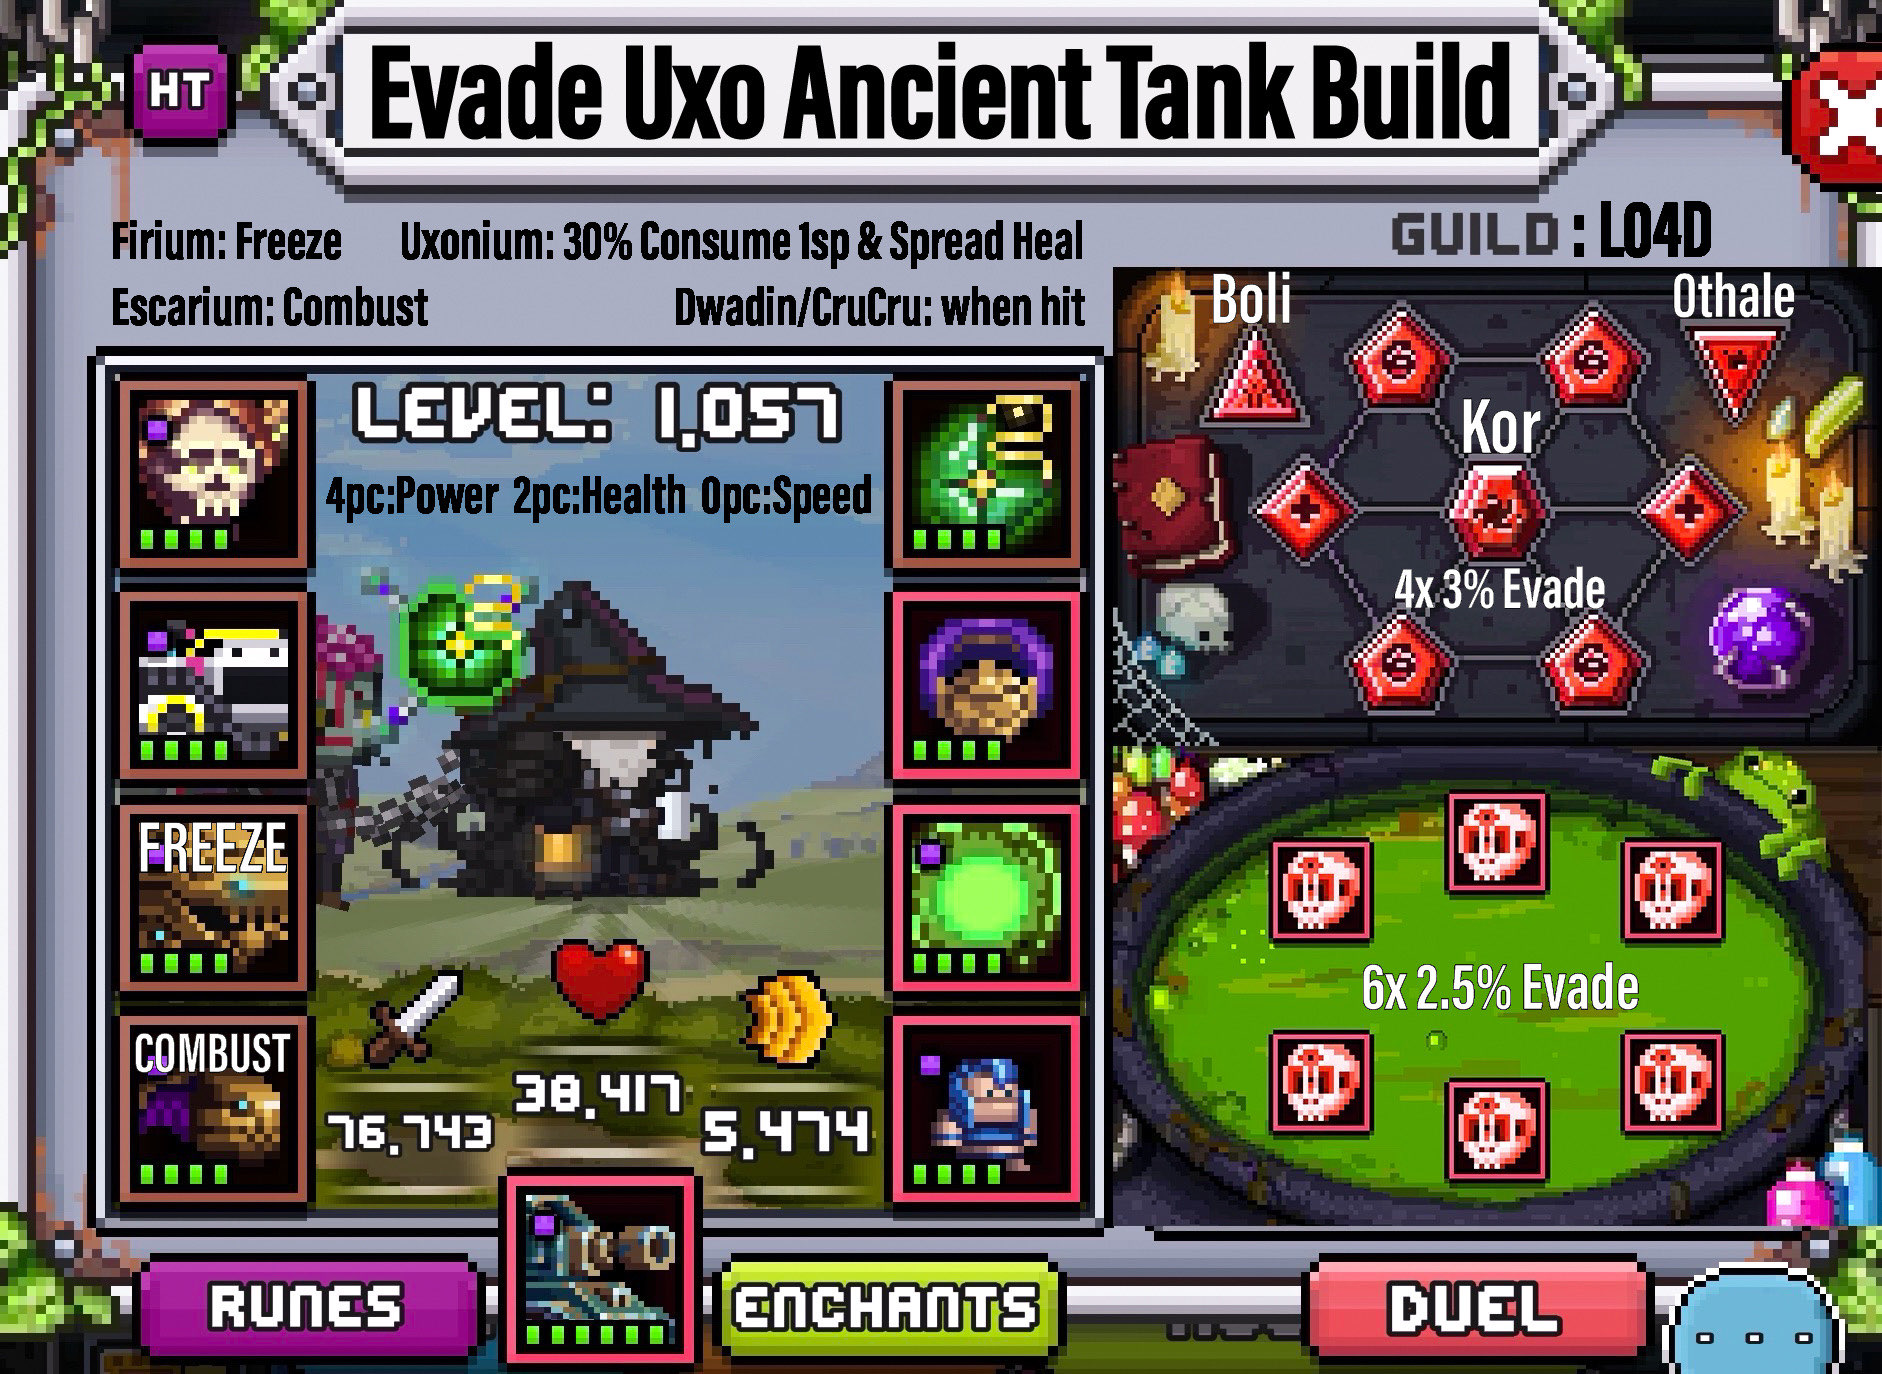 HT
Evade Uxo Ancient Tank Build
Firium: Freeze
Uxonium: 30% Consume 1sp & Spread Heal
GUILD : LO4D
Escarium: Combust
Dwadin/CruCru: when hit
Boli
Othale
LEVEL: 1,057
4pc:Power 2pc:Health 0pc:Speed
Kor
4x 3% Evade
FREEZE
6x 2.5% Evade
COMBUST
76,743
38,417
5,474
RUNES
ENCHANTS
DUEL